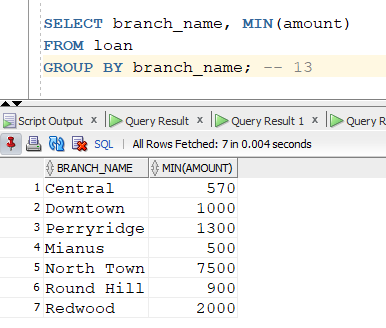 SELECT branch_name, MIN(amount)
FROM loan
GROUP BY branch_name; -- 13
Script Output x Query Result x Query Result 1 x Query R
SQL | All Rows Fetched: 7 in 0.004 seconds
BRANCH_NAME MIN(AMOUNT)
1 Central 570
2 Downtown 1000
3 Perryridge 1300
4 Mianus 500
5 North Town 7500
6 Round Hill 900
7 Redwood 2000